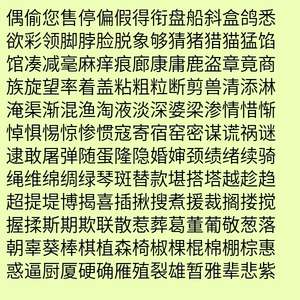 偶偷您售停偏假得衔盘船斜盒鸽悉
欲彩领脚脖脸脱象够猜猪猎猫猛馅
馆凑减毫麻痒痕廊康庸鹿盗章竟商
族旋望率着盖粘粗粒断剪兽清添淋
淹渠渐混渔淘液淡深婆梁渗情惜惭
悼惧惕惊惨惯寇寄宿窑密谋谎祸谜
逮敢屠弹随蛋隆隐婚婶颈绩绪续骑
绳维绵绸绿琴斑替款堪搭塔越趁趋
超提堤博揭喜插揪搜煮援裁搁搂搅
握揉斯期欺联散惹葬葛董葡敬葱落
朝辜葵棒棋植森椅椒棵棍棉棚棕惠
惑逼厨厦硬确雁殖裂雄暂雅辈悲紫